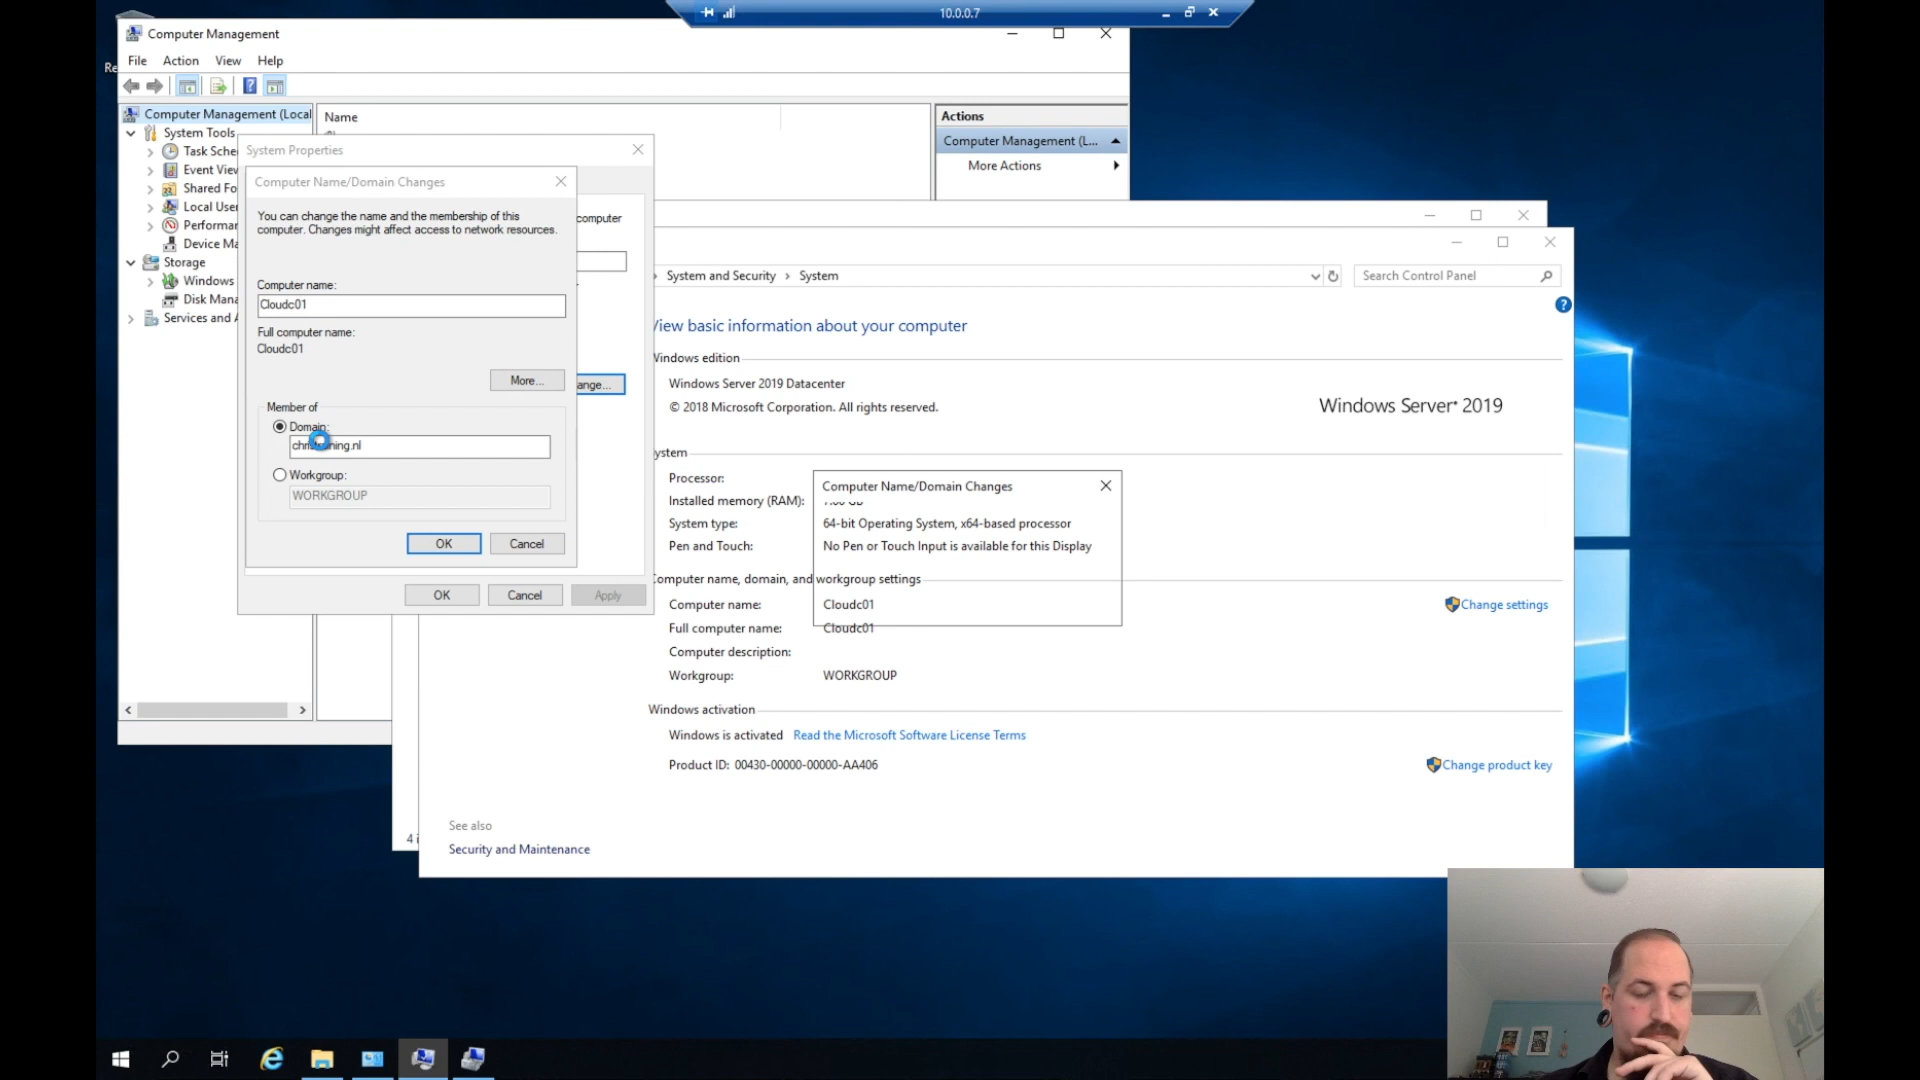 10.0.0.7
Computer Management
File Action View Help
Computer Management (Local
System Tools
Task Sche
Event View
Shared Fo
Local User
Performar
Device Ma
Storage
Windows
Disk Mana
Services and A
Name
Actions
Computer Management (L...
More Actions
System Properties
computer
ange...
OK Cancel Apply
Computer Name/Domain Changes
You can change the name and the membership of this
computer. Changes might affect access to network resources.
Computer name:
Cloudc01
Full computer name:
Cloudc01
More...
Member of
Domain:
Workgroup:
WORKGROUP
OK Cancel
System and Security › System
Search Control Panel
View basic information about your computer
Windows edition
Windows Server 2019 Datacenter
© 2018 Microsoft Corporation. All rights reserved.
Windows Server® 2019
System
Processor:
Installed memory (RAM):
System type: 64-bit Operating System, x64-based processor
Pen and Touch: No Pen or Touch Input is available for this Display
Computer name, domain, and workgroup settings
Computer name: Cloudc01
Change settings
Full computer name: Cloudc01
Computer description:
Workgroup: WORKGROUP
Windows activation
Windows is activated Read the Microsoft Software License Terms
Product ID: 00430-00000-00000-AA406
Change product key
See also
Security and Maintenance
Computer Name/Domain Changes